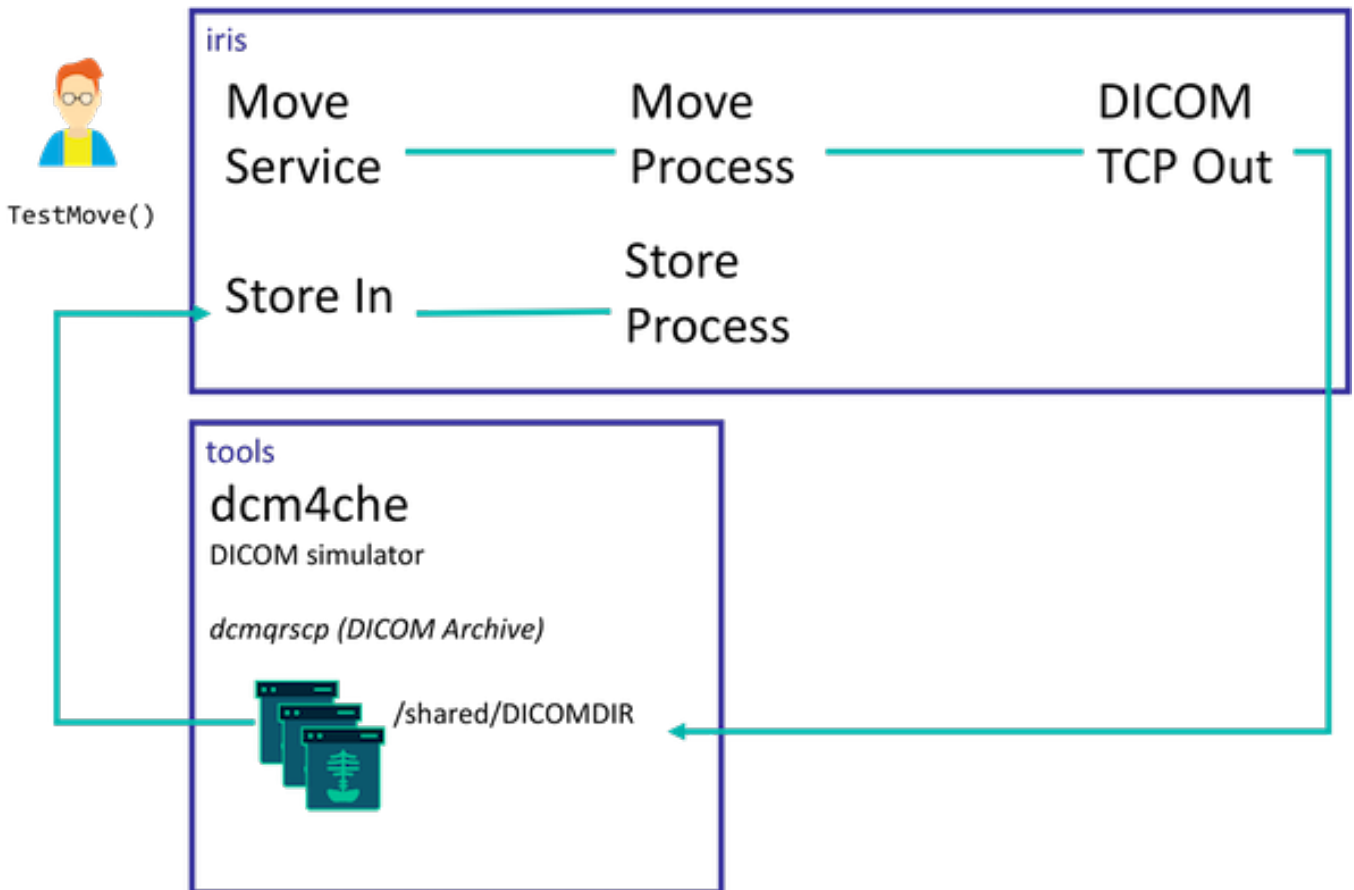 iris
Move
Service
Move
Process
DICOM
TCP Out
TestMove()
Store In
Store
Process
tools
dcm4che
DICOM simulator
dcmqrscp (DICOM Archive)
/shared/DICOMDIR